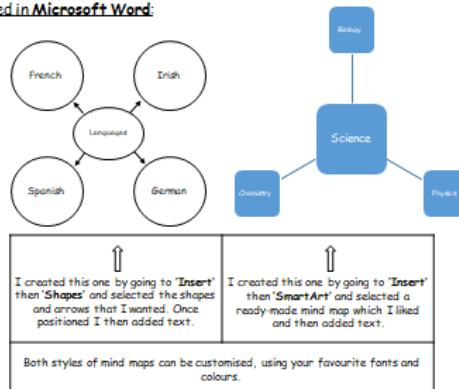 ed in Microsoft Word:
Biology
French
Irish
Languages
Science
Spanish
German
Chemistry
Physics
I created this one by going to 'Insert'
then 'Shapes' and selected the shapes
and arrows that I wanted. Once
positioned I then added text.
I created this one by going to 'Insert'
then 'SmartArt' and selected a
ready-made mind map which I liked
and then added text.
Both styles of mind maps can be customised, using your favourite fonts and
colours.